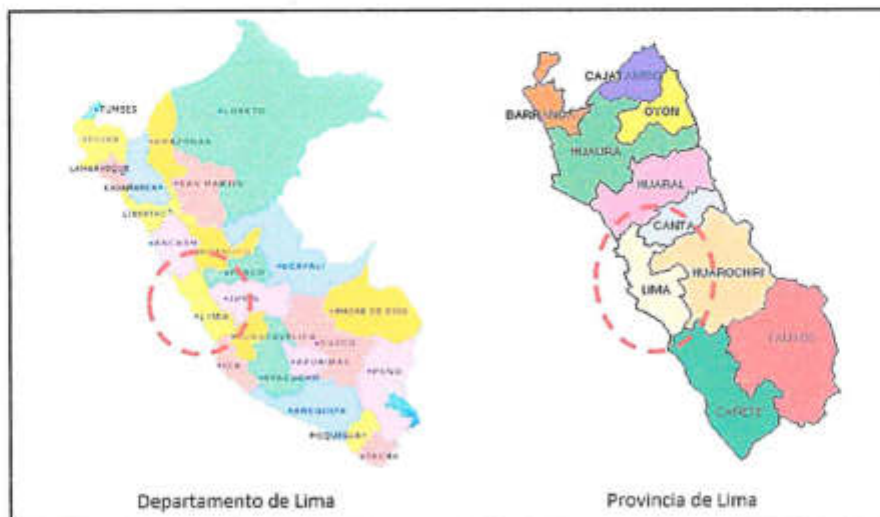 TUMBES
LORETO
PIURA
AMAZONAS
LAMBAYEQUE
CAJAMARCA
SAN MARTIN
LIBERTAD
ANCASH
HUANUCO
UCAYALI
PASCO
JUNIN
LIMA
MADRE DE DIOS
HUANCAVELICA
CUZCO
APURIMAC
ICA
AYACUCHO
PUNO
AREQUIPA
MOQUEGUA
TACNA
Departamento de Lima
CAJATAMBO
BARRANCA
OYON
HUAURA
HUARAL
CANTA
HUAROCHIRI
LIMA
YAUYOS
CAÑETE
Provincia de Lima